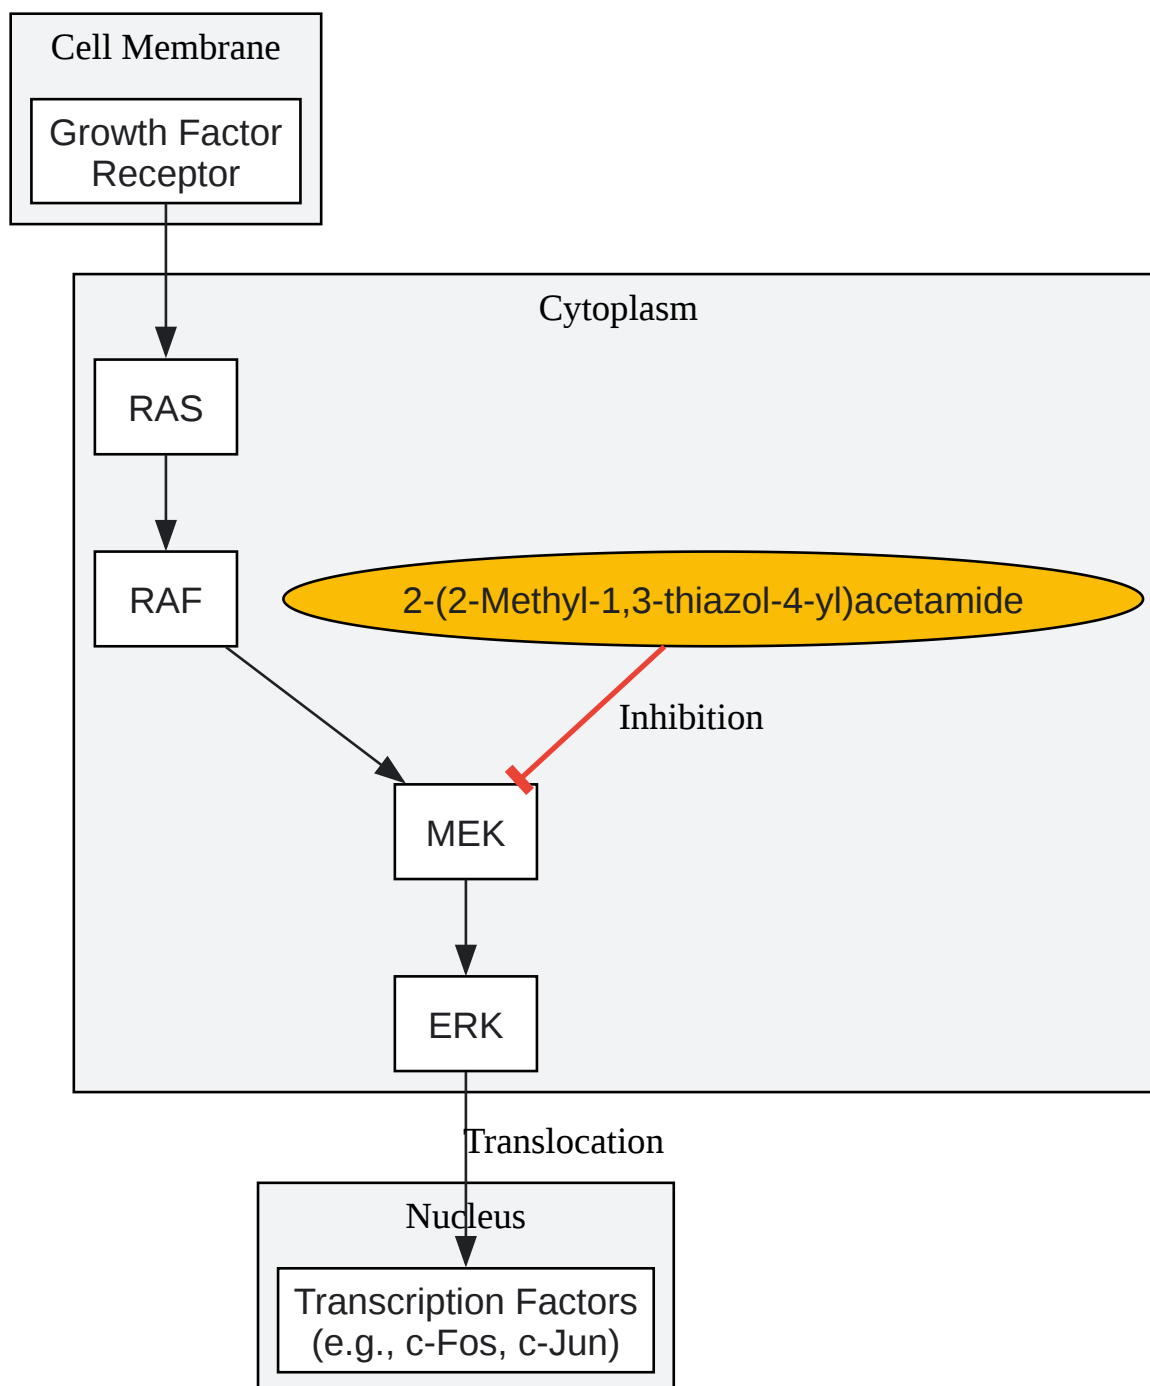 Cell Membrane
Growth Factor
Receptor
Cytoplasm
RAS
RAF
2-(2-Methyl-1,3-thiazol-4-yl)acetamide
Inhibition
MEK
ERK
Translocation
Nucleus
Transcription Factors
(e.g., c-Fos, c-Jun)